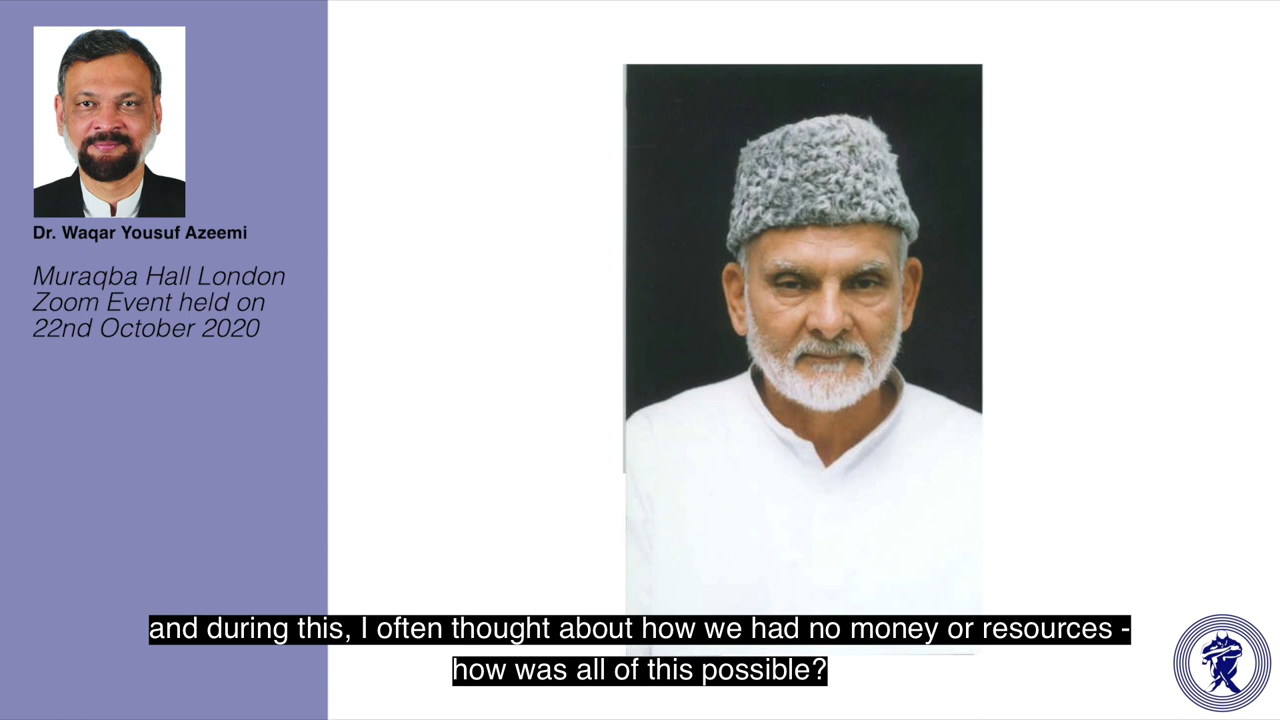 Dr. Waqar Yousuf Azeemi
Muraqba Hall London
Zoom Event held on
22nd October 2020
and during this, I often thought about how we had no money or resources -
how was all of this possible?